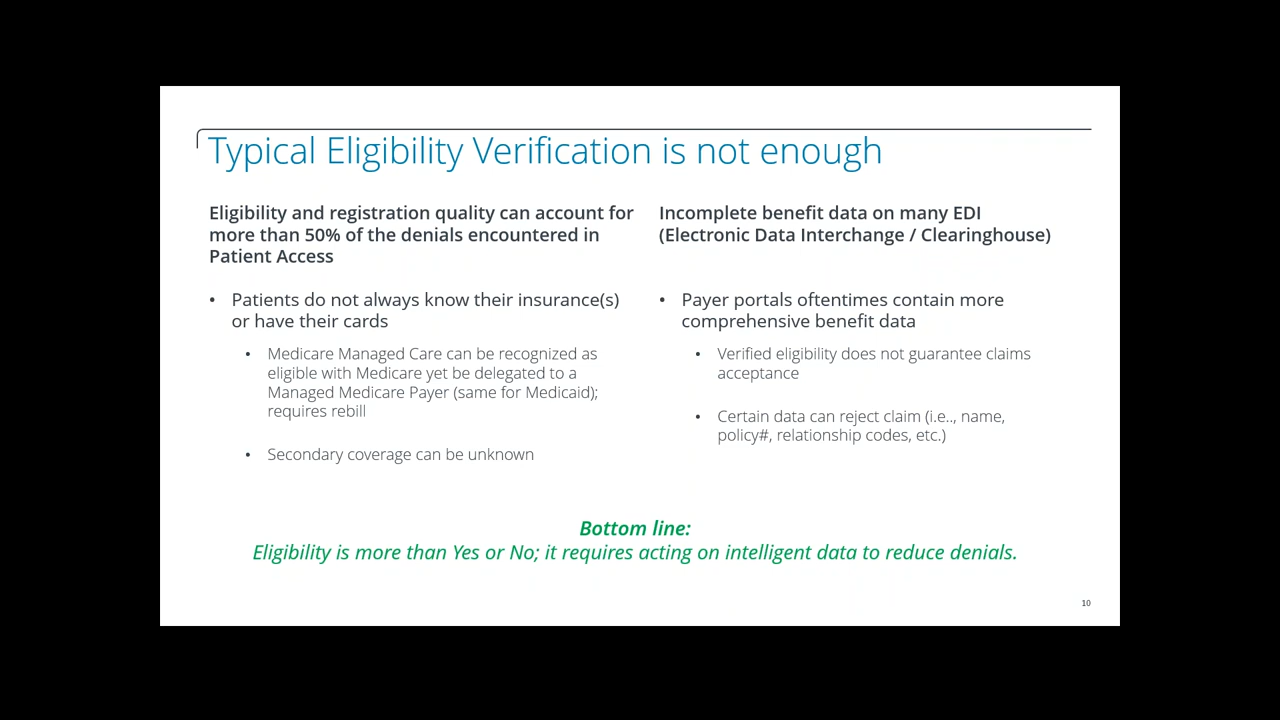 Typical Eligibility Verification is not enough
Eligibility and registration quality can account for
more than 50% of the denials encountered in
Patient Access
• Patients do not always know their insurance(s)
or have their cards
• Medicare Managed Care can be recognized as
eligible with Medicare yet be delegated to a
Managed Medicare Payer (same for Medicaid);
requires rebill
• Secondary coverage can be unknown
Incomplete benefit data on many EDI
(Electronic Data Interchange / Clearinghouse)
• Payer portals oftentimes contain more
comprehensive benefit data
• Verified eligibility does not guarantee claims
acceptance
• Certain data can reject claim (i.e.., name,
policy#, relationship codes, etc.)
Bottom line:
Eligibility is more than Yes or No; it requires acting on intelligent data to reduce denials.
10